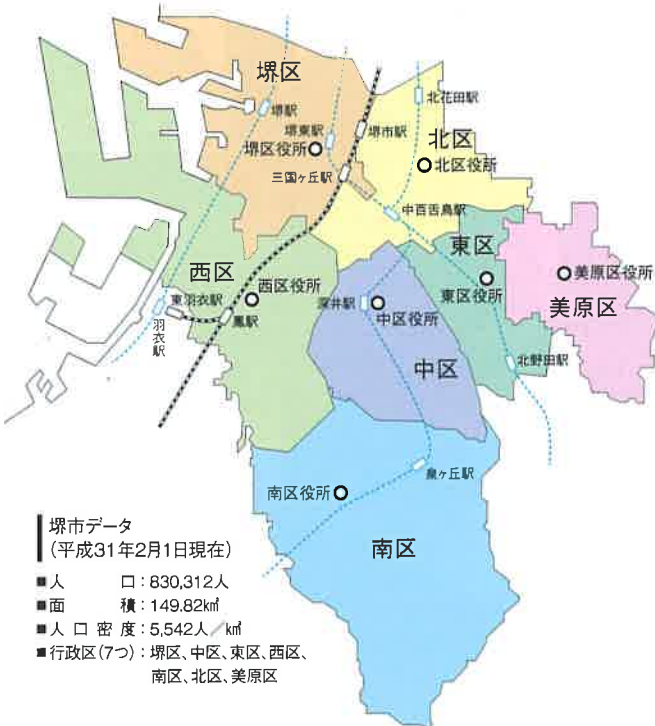 堺区
北花田駅
堺駅
堺東駅
堺市駅
北区
堺区役所
北区役所
三国ヶ丘駅
中百舌鳥駅
東区
西区
美原区役所
西区役所
東区役所
東羽衣駅
深井駅
中区役所
美原区
羽衣駅
鳳駅
中区
北野田駅
泉ヶ丘駅
南区役所
南区
堺市データ
(平成31年2月1日現在)
■人　　口：830,312人
■面　　積：149.82㎢
■人口密度：5,542人／㎢
■行政区(7つ)：堺区、中区、東区、西区、
南区、北区、美原区